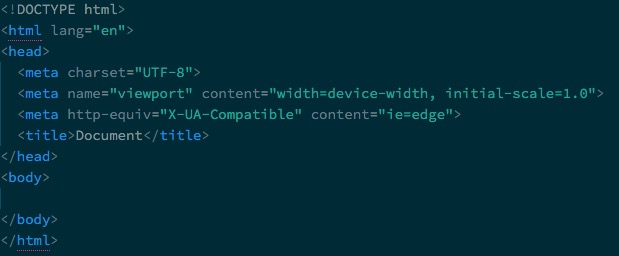 <!DOCTYPE html>
<html lang="en">
<head>
<meta charset="UTF-8">
<meta name="viewport" content="width=device-width, initial-scale=1.0">
<meta http-equiv="X-UA-Compatible" content="ie=edge">
<title>Document</title>
</head>
<body>
</body>
</html>